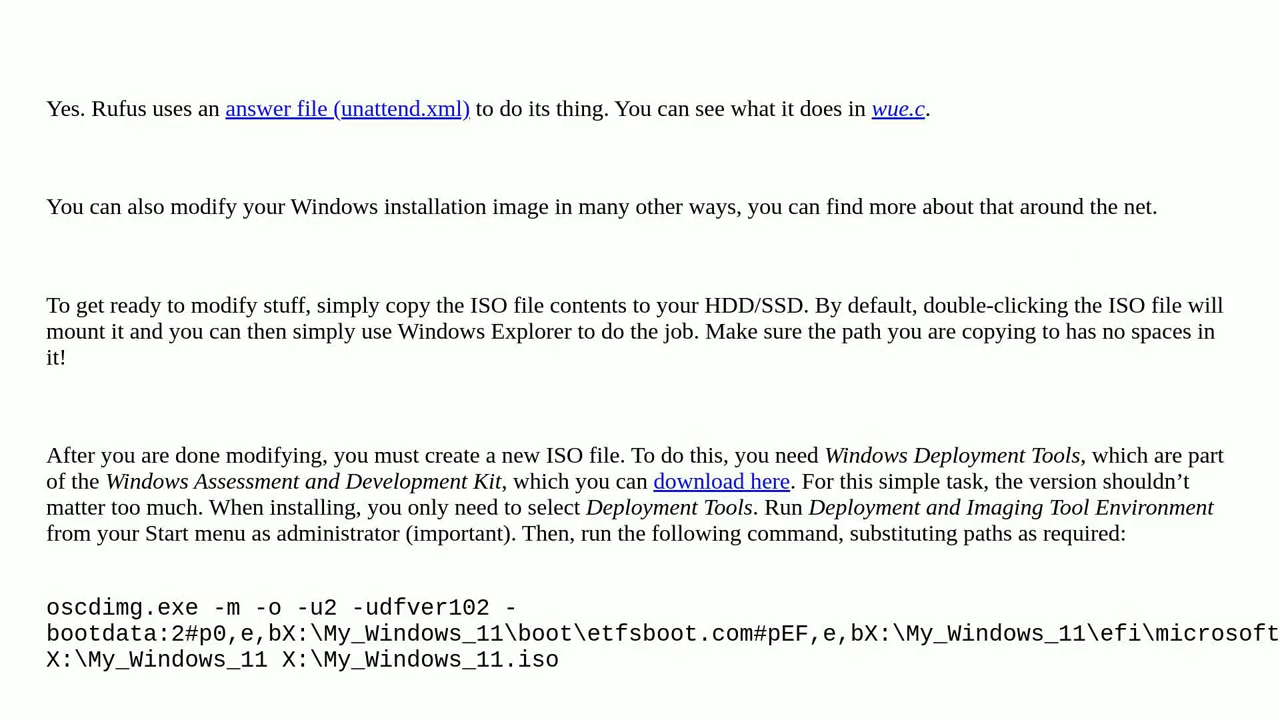 Yes. Rufus uses an answer file (unattend.xml) to do its thing. You can see what it does in wue.c.
You can also modify your Windows installation image in many other ways, you can find more about that around the net.
To get ready to modify stuff, simply copy the ISO file contents to your HDD/SSD. By default, double-clicking the ISO file will
mount it and you can then simply use Windows Explorer to do the job. Make sure the path you are copying to has no spaces in
it!
After you are done modifying, you must create a new ISO file. To do this, you need Windows Deployment Tools, which are part
of the Windows Assessment and Development Kit, which you can download here. For this simple task, the version shouldn’t
matter too much. When installing, you only need to select Deployment Tools. Run Deployment and Imaging Tool Environment
from your Start menu as administrator (important). Then, run the following command, substituting paths as required:
oscdimg.exe -m -o -u2 -udfver102 -
bootdata:2#p0,e,bX:\My_Windows_11\boot\etfsboot.com#pEF,e,bX:\My_Windows_11\efi\microsoft
X:\My_Windows_11 X:\My_Windows_11.iso